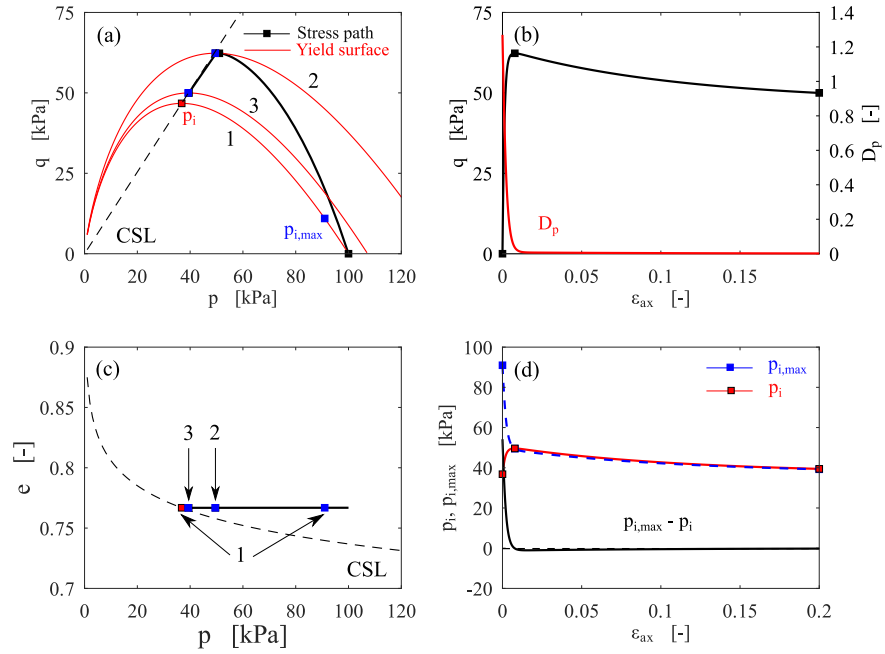 75
50
25
0
q [kPa]
(a)
Stress path
Yield surface
2
3
1
p_i
p_i,max
CSL
0 20 40 60 80 100 120
p [kPa]
75
50
25
0
q [kPa]
(b)
D_p
1.4
1.2
1
0.8
0.6
0.4
0.2
0
D_p [-]
0 0.05 0.1 0.15 0.2
ε_ax [-]
0.9
0.85
0.8
0.75
0.7
e [-]
(c)
3 2
1
CSL
0 20 40 60 80 100 120
p [kPa]
100
80
60
40
20
0
-20
p_i, p_i,max [kPa]
(d)
p_i,max
p_i
p_i,max - p_i
0 0.05 0.1 0.15 0.2
ε_ax [-]